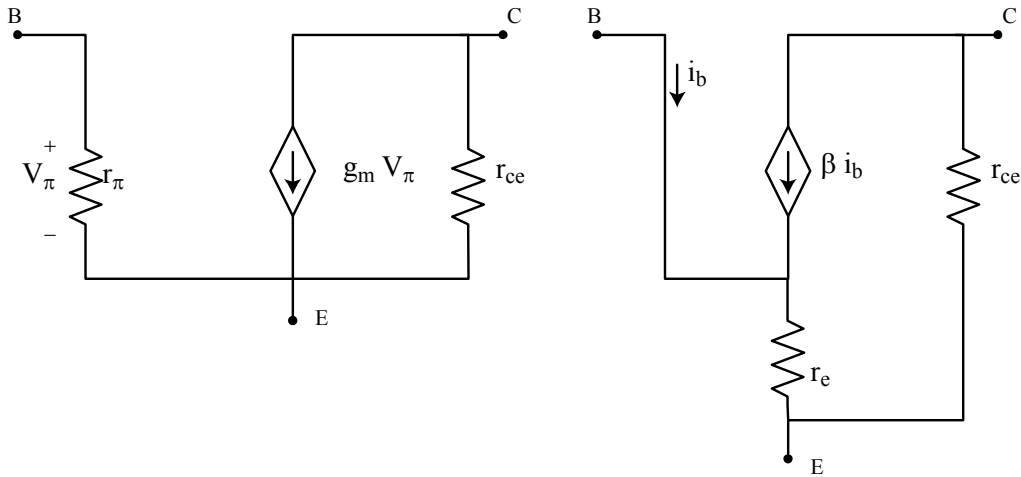 B
C
+
V_π
−
r_π
g_m V_π
r_ce
E
B
C
i_b
β i_b
r_ce
r_e
E